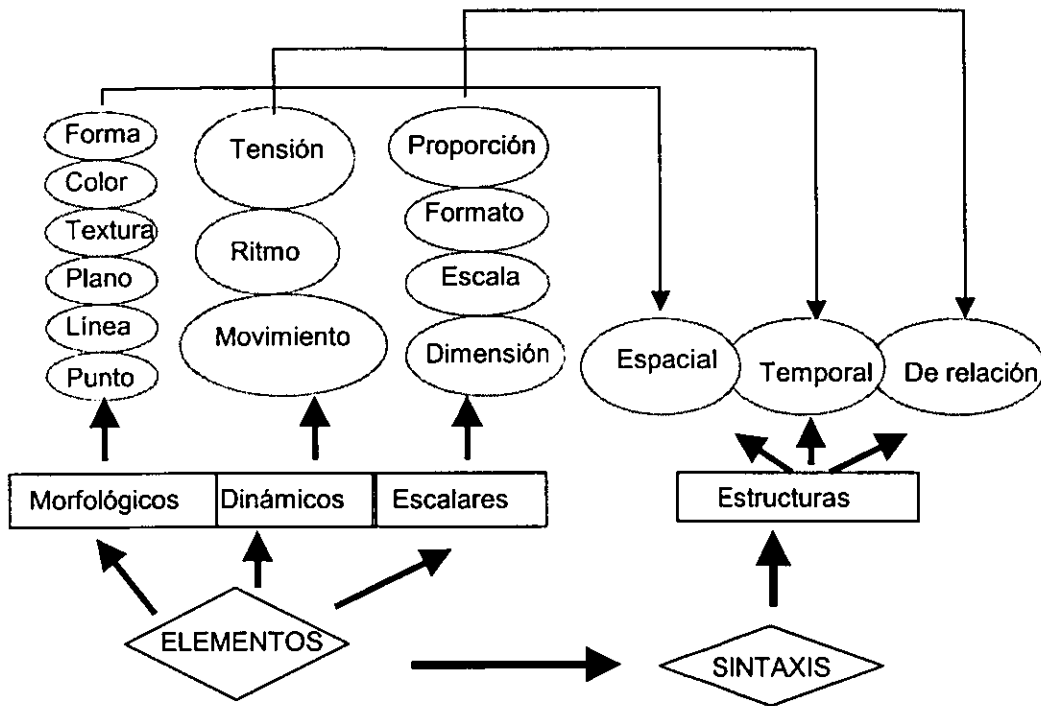 Forma
Color
Textura
Plano
Línea
Punto
Tensión
Ritmo
Movimiento
Proporción
Formato
Escala
Dimensión
Espacial
Temporal
De relación
Morfológicos
Dinámicos
Escalares
Estructuras
ELEMENTOS
SINTAXIS